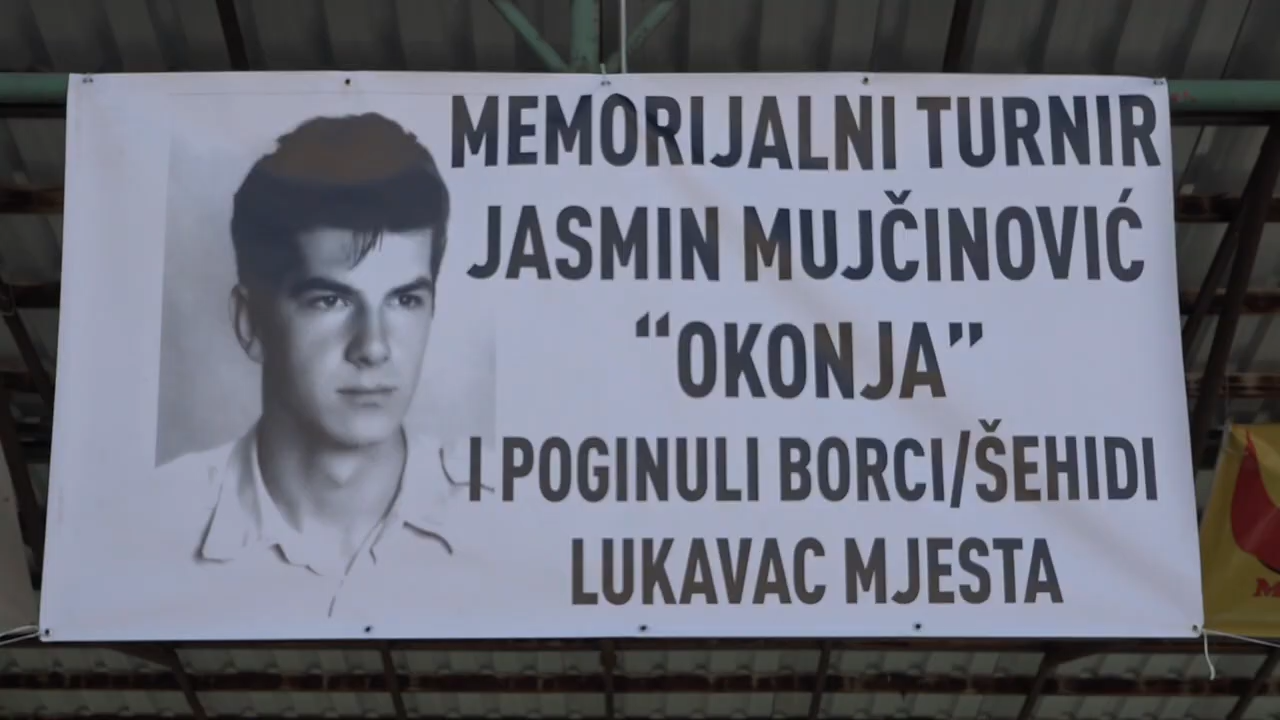 MEMORIJALNI TURNIR
JASMIN MUJČINOVIĆ
“OKONJA”
I POGINULI BORCI/ŠEHIDI
LUKAVAC MJESTA